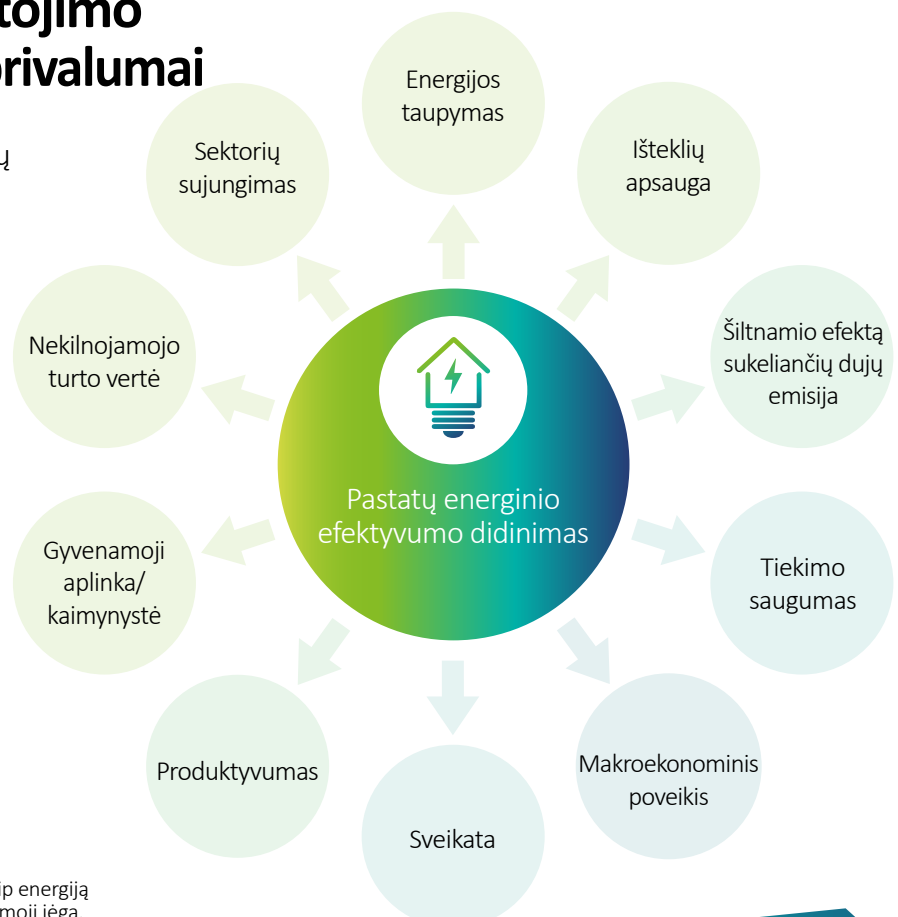 tojimo
privalumai
ų
Energijos
taupymas
Išteklių
apsauga
Šiltnamio efektą
sukeliančių dujų
emisija
Tiekimo
saugumas
Makroekonominis
poveikis
Sveikata
Produktyvumas
Gyvenamoji
aplinka/
kaimynystė
Nekilnojamojo
turto vertė
Sektorių
sujungimas
Pastatų energinio
efektyvumo didinimas
ip energiją
moji jėga